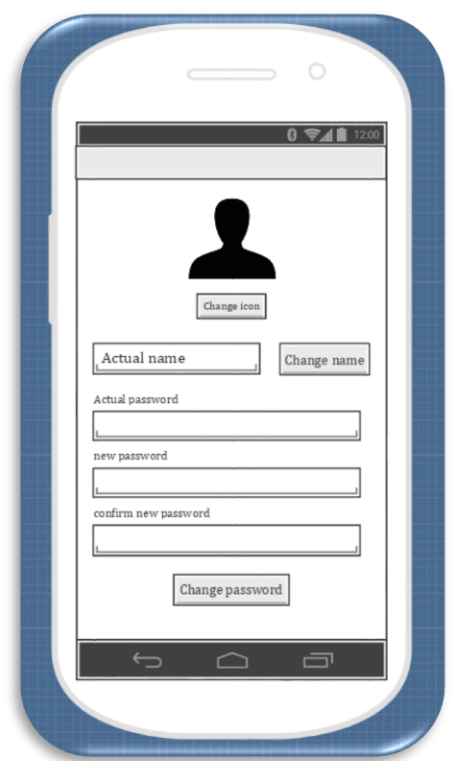 12:00
Change icon
Actual name
Change name
Actual password
new password
confirm new password
Change password